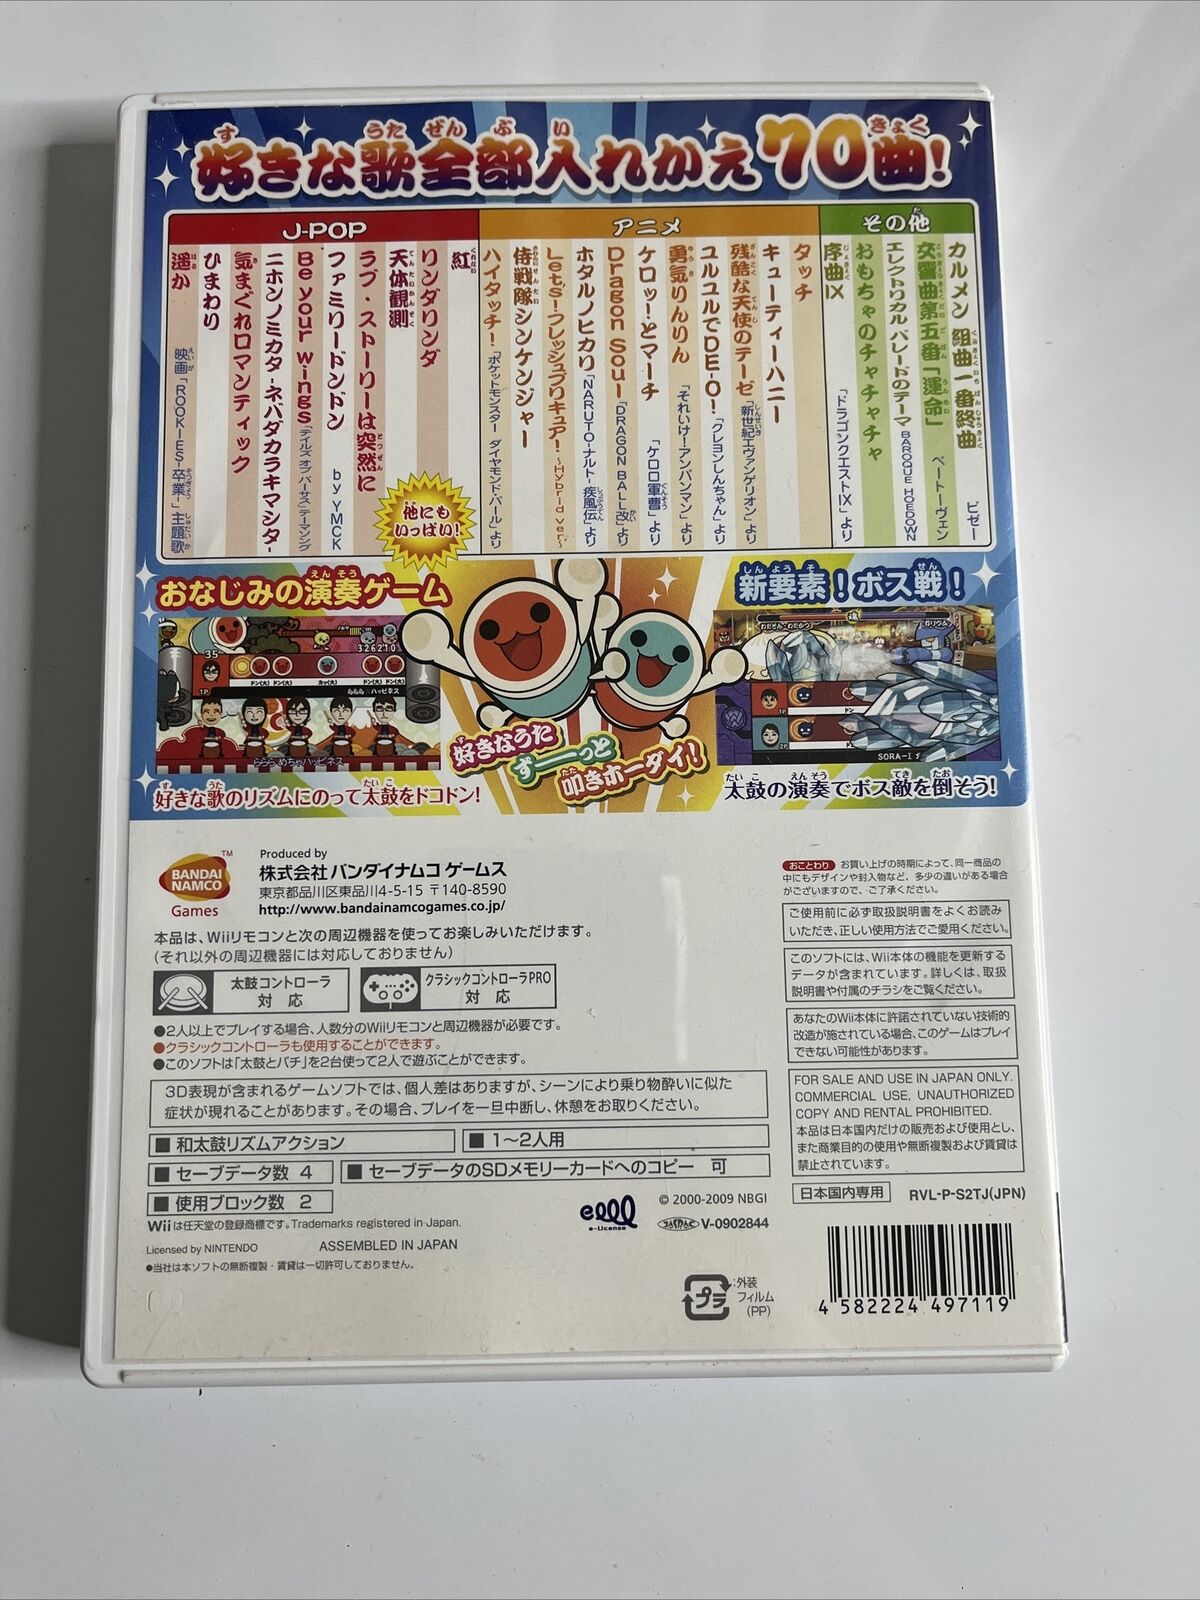 好きな歌全部入れかえ70曲!
J-POP
アニメ
その他
遥か
映画「ROOKIES-卒業-」主題歌
ひまわり
気まぐれロマンティック
ニホンノミカタ-ネバダカラキマシタ-
Be your wings 「テイルズ オブ バーサス」テーマソング
ファミリードンドン by YMCK
ラブ・ストーリーは突然に
天体観測
リンダリンダ
紅
他にも
いっぱい!
ハイタッチ! 「ポケットモンスター ダイヤモンド・パール」より
侍戦隊シンケンジャー
Let's!フレッシュプリキュア!~Hybrid ver.~
ホタルノヒカリ 「NARUTO-ナルト-疾風伝」より
Dragon Soul 「DRAGON BALL改」より
ケロッ!とマーチ 「ケロロ軍曹」より
勇気りんりん 「それいけ!アンパンマン」より
ユルユルでDE-O! 「クレヨンしんちゃん」より
残酷な天使のテーゼ 「新世紀エヴァンゲリオン」より
キューティーハニー
タッチ
序曲IX 「ドラゴンクエストIX」より
おもちゃのチャチャチャ
エレクトリカル パレードのテーマ BAROQUE HOEDOWN
交響曲第五番「運命」 ベートーヴェン
カルメン 組曲一番終曲 ビゼー
おなじみの演奏ゲーム
新要素!ボス戦!
35
326210
1P
ドン(大) ドン(大) カッ(大) ドン(大) ドン(大)
ららら☆ハッピネス
ららら めちゃハッピネス
好きなうた
ず――っと
叩きホーダイ!
1P
ドン
2P
SORA-I
好きな歌のリズムにのって太鼓をドコドン!
太鼓の演奏でボス敵を倒そう!
BANDAI
NAMCO
Games
TM
Produced by
株式会社 バンダイナムコ ゲームス
東京都品川区東品川4-5-15 〒140-8590
http://www.bandainamcogames.co.jp/
本品は、Wiiリモコンと次の周辺機器を使ってお楽しみいただけます。
(それ以外の周辺機器には対応しておりません)
太鼓コントローラ
対 応
クラシックコントローラPRO
対 応
●2人以上でプレイする場合、人数分のWiiリモコンと周辺機器が必要です。
●クラシックコントローラも使用することができます。
●このソフトは「太鼓とバチ」を2台使って2人で遊ぶことができます。
3D表現が含まれるゲームソフトでは、個人差はありますが、シーンにより乗り物酔いに似た
症状が現れることがあります。その場合、プレイを一旦中断し、休憩をお取りください。
■ 和太鼓リズムアクション
■ 1〜2人用
■ セーブデータ数 4
■ セーブデータのSDメモリーカードへのコピー 可
■ 使用ブロック数 2
Wiiは任天堂の登録商標です。Trademarks registered in Japan.
Licensed by NINTENDO ASSEMBLED IN JAPAN
●当社は本ソフトの無断複製・賃貸は一切許可しておりません。
e-License
© 2000-2009 NBGI
JASRAC V-0902844
おことわり お買い上げの時期によって、同一商品の
中にもデザインや封入物など、多少の違いがある場合
がございますので、ご了承ください。
ご使用前に必ず取扱説明書をよくお読み
いただき、正しい使用方法でご愛用ください。
このソフトには、Wii本体の機能を更新する
データが含まれています。詳しくは、取扱
説明書や付属のチラシをご覧ください。
あなたのWii本体に許諾されていない技術的
改造が施されている場合、このゲームはプレイ
できない可能性があります。
FOR SALE AND USE IN JAPAN ONLY.
COMMERCIAL USE, UNAUTHORIZED
COPY AND RENTAL PROHIBITED.
本品は日本国内だけの販売および使用とし、
また商業目的の使用や無断複製および賃貸は
禁止されています。
日本国内専用
RVL-P-S2TJ(JPN)
プラ
:外装
フィルム
(PP)
4 582224 497119